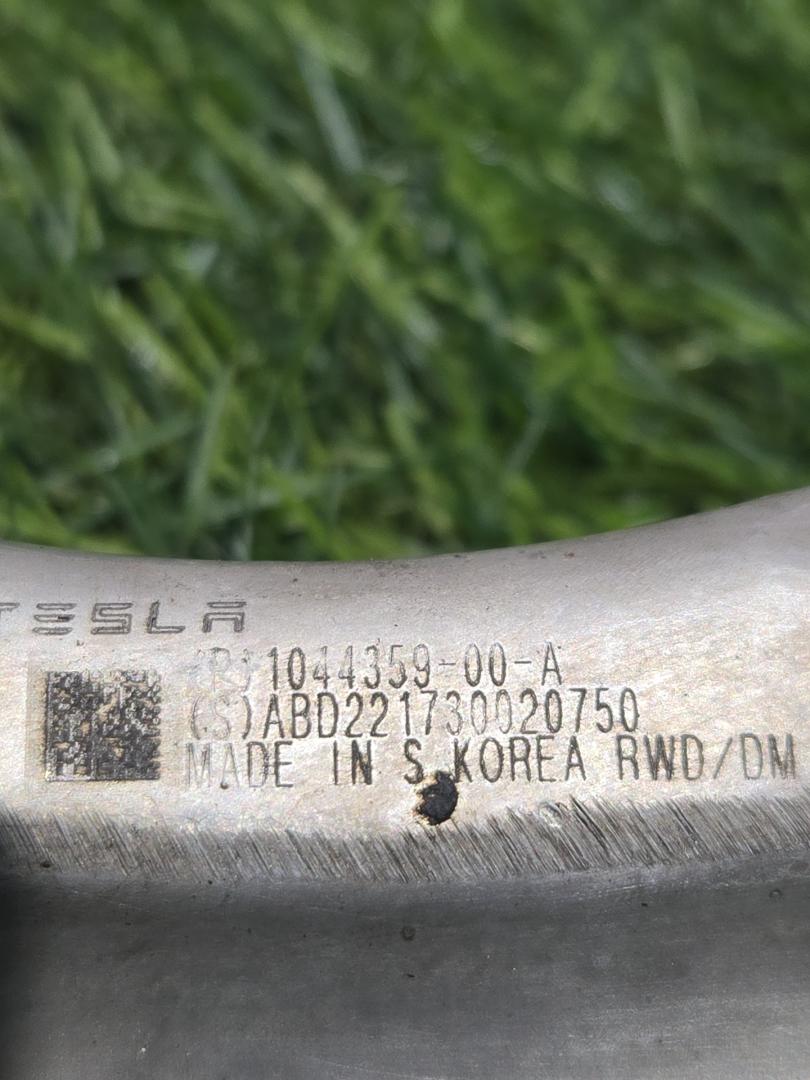 TESLA
(P)1044359-00-A
(S)ABD221730020750
MADE IN S KOREA RWD/DM